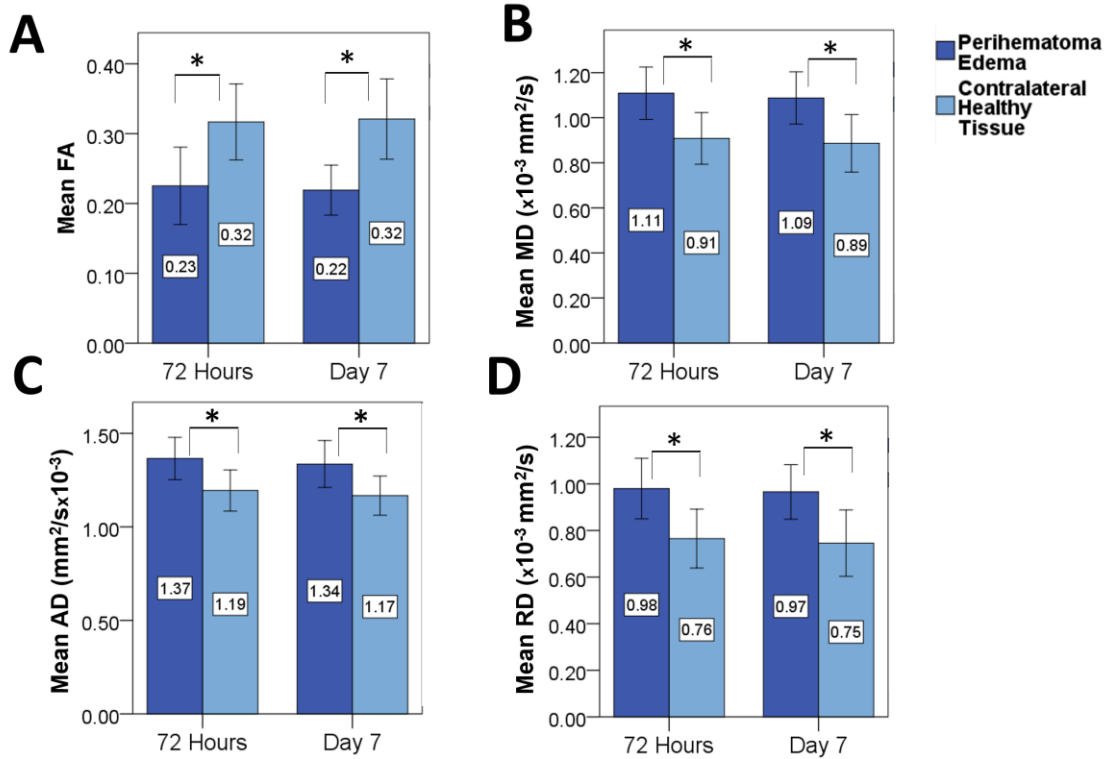 A
*
*
0.40
0.30
0.20
0.10
0.00
Mean FA
0.23
0.32
0.22
0.32
72 Hours
Day 7
B
*
*
1.20
1.00
0.80
0.60
0.40
0.20
0.00
Mean MD (x10⁻³ mm²/s)
1.11
0.91
1.09
0.89
72 Hours
Day 7
Perihematoma
Edema
Contralateral
Healthy
Tissue
C
*
*
1.50
1.00
0.50
0.00
Mean AD (mm²/sx10⁻³)
1.37
1.19
1.34
1.17
72 Hours
Day 7
D
*
*
1.20
1.00
0.80
0.60
0.40
0.20
0.00
Mean RD (x10⁻³ mm²/s)
0.98
0.76
0.97
0.75
72 Hours
Day 7